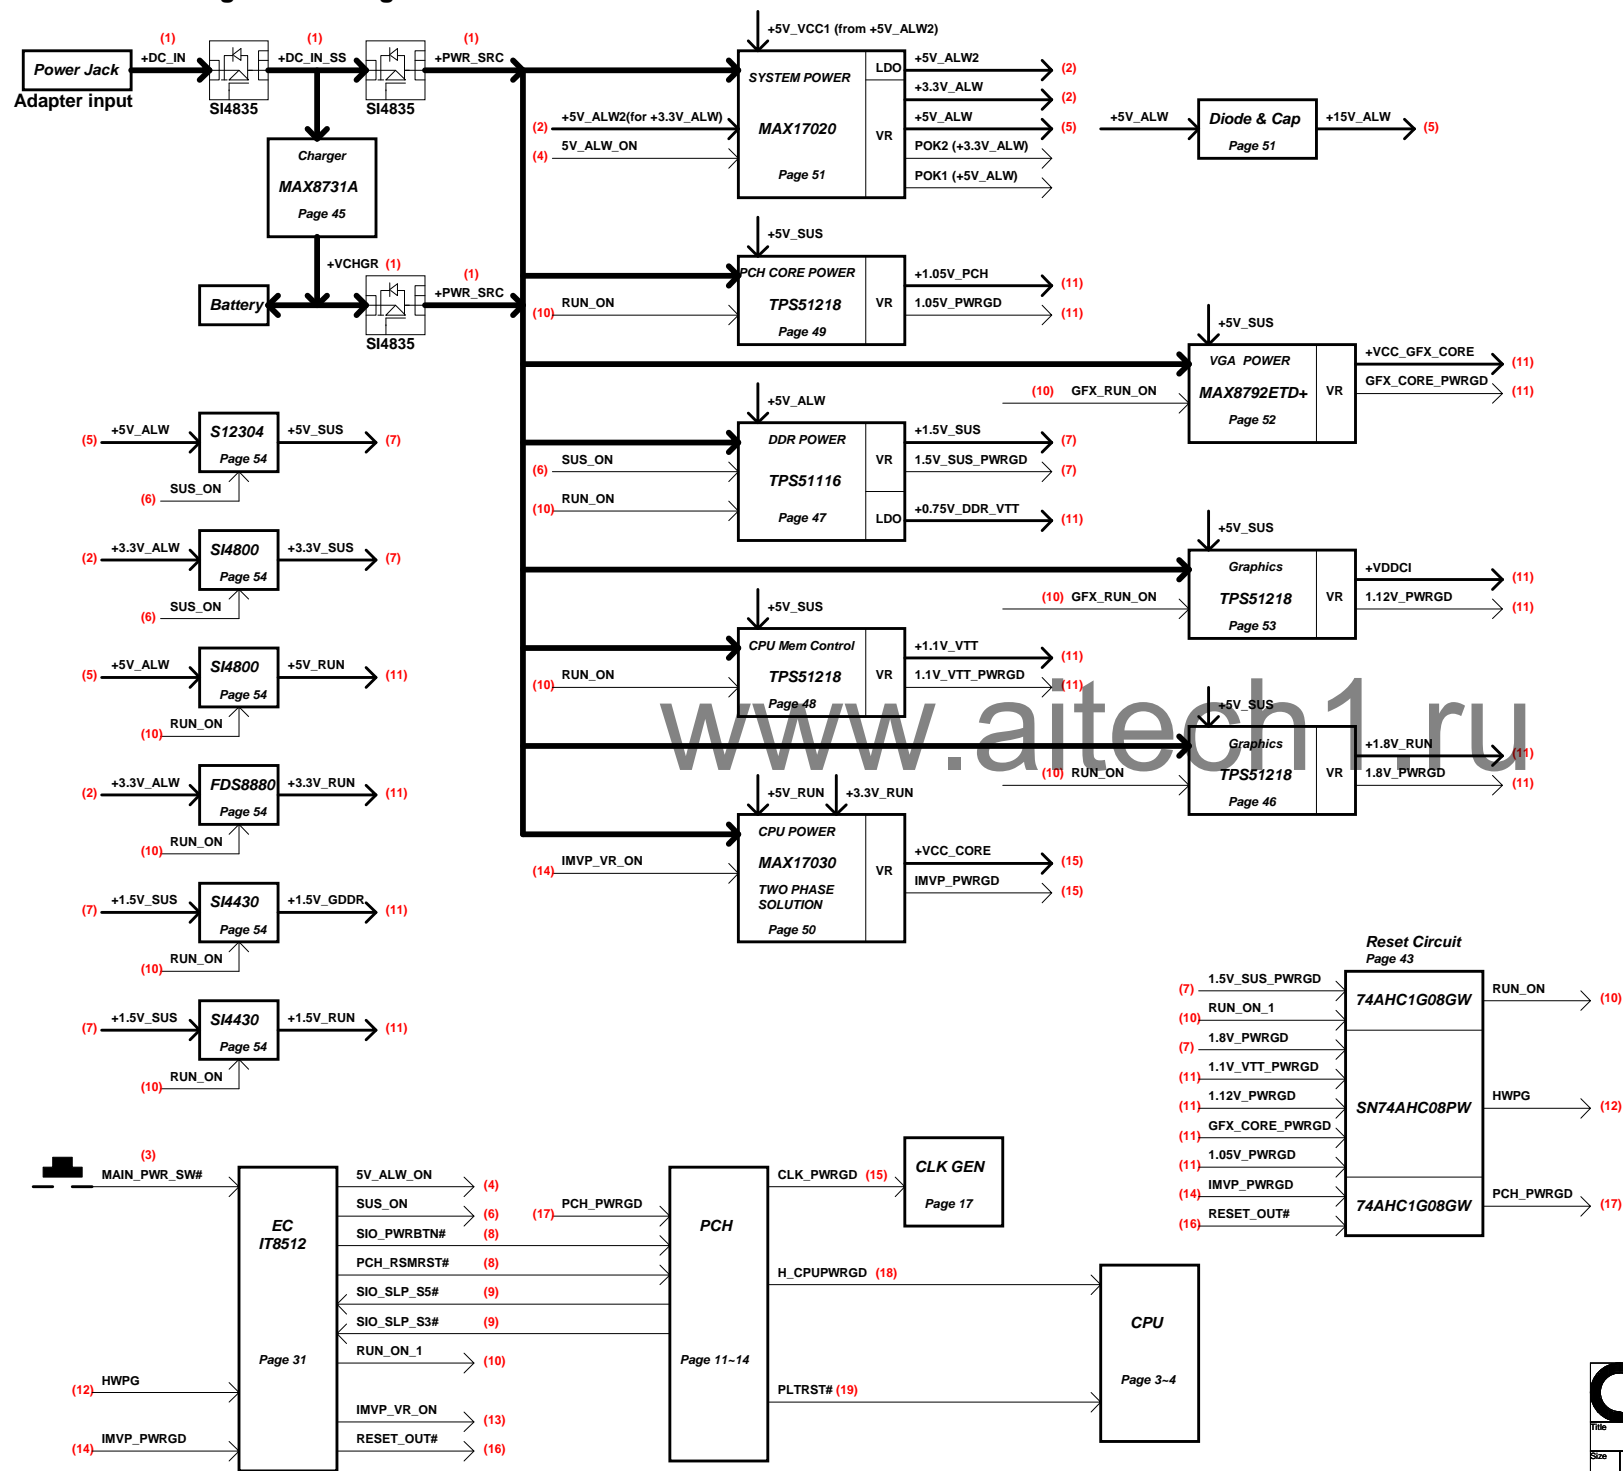 (1)
+DC_IN
Power Jack
Adapter input
SI4835
(1)
+DC_IN_SS
SI4835
(1)
+PWR_SRC
Charger
MAX8731A
Page 45
+VCHGR (1)
Battery
SI4835
(1)
+PWR_SRC
+5V_VCC1 (from +5V_ALW2)
SYSTEM POWER
MAX17020
Page 51
LDO
VR
(2) +5V_ALW2(for +3.3V_ALW)
(4) 5V_ALW_ON
+5V_ALW2 (2)
+3.3V_ALW (2)
+5V_ALW (5)
POK2 (+3.3V_ALW)
POK1 (+5V_ALW)
+5V_ALW
Diode & Cap
Page 51
+15V_ALW (5)
+5V_SUS
PCH CORE POWER
TPS51218
Page 49
VR
(10) RUN_ON
+1.05V_PCH (11)
1.05V_PWRGD (11)
+5V_SUS
VGA POWER
MAX8792ETD+
Page 52
VR
(10) GFX_RUN_ON
+VCC_GFX_CORE (11)
GFX_CORE_PWRGD (11)
+5V_ALW
DDR POWER
TPS51116
Page 47
VR
LDO
(6) SUS_ON
(10) RUN_ON
+1.5V_SUS (7)
1.5V_SUS_PWRGD (7)
+0.75V_DDR_VTT (11)
+5V_SUS
Graphics
TPS51218
Page 53
VR
(10) GFX_RUN_ON
+VDDCI (11)
1.12V_PWRGD (11)
+5V_SUS
CPU Mem Control
TPS51218
Page 48
VR
(10) RUN_ON
+1.1V_VTT (11)
1.1V_VTT_PWRGD (11)
+5V_SUS
Graphics
TPS51218
Page 46
VR
(10) RUN_ON
+1.8V_RUN (11)
1.8V_PWRGD (11)
www.aitech1.ru
+5V_RUN
+3.3V_RUN
CPU POWER
MAX17030
TWO PHASE
SOLUTION
Page 50
VR
(14) IMVP_VR_ON
+VCC_CORE (15)
IMVP_PWRGD (15)
(5) +5V_ALW
S12304
Page 54
+5V_SUS (7)
(6) SUS_ON
(2) +3.3V_ALW
SI4800
Page 54
+3.3V_SUS (7)
(6) SUS_ON
(5) +5V_ALW
SI4800
Page 54
+5V_RUN (11)
(10) RUN_ON
(2) +3.3V_ALW
FDS8880
Page 54
+3.3V_RUN (11)
(10) RUN_ON
(7) +1.5V_SUS
SI4430
Page 54
+1.5V_GDDR (11)
(10) RUN_ON
(7) +1.5V_SUS
SI4430
Page 54
+1.5V_RUN (11)
(10) RUN_ON
Reset Circuit
Page 43
(7) 1.5V_SUS_PWRGD
(10) RUN_ON_1
(7) 1.8V_PWRGD
(11) 1.1V_VTT_PWRGD
(11) 1.12V_PWRGD
(11) GFX_CORE_PWRGD
(11) 1.05V_PWRGD
(14) IMVP_PWRGD
(16) RESET_OUT#
74AHC1G08GW
SN74AHC08PW
74AHC1G08GW
RUN_ON (10)
HWPG (12)
PCH_PWRGD (17)
(3)
MAIN_PWR_SW#
EC
IT8512
Page 31
(12) HWPG
(14) IMVP_PWRGD
5V_ALW_ON (4)
SUS_ON (6)
SIO_PWRBTN# (8)
PCH_RSMRST# (8)
SIO_SLP_S5# (9)
SIO_SLP_S3# (9)
RUN_ON_1 (10)
IMVP_VR_ON (13)
RESET_OUT# (16)
(17) PCH_PWRGD
PCH
Page 11~14
CLK_PWRGD (15)
CLK GEN
Page 17
H_CPUPWRGD (18)
PLTRST# (19)
CPU
Page 3~4
Title
Size